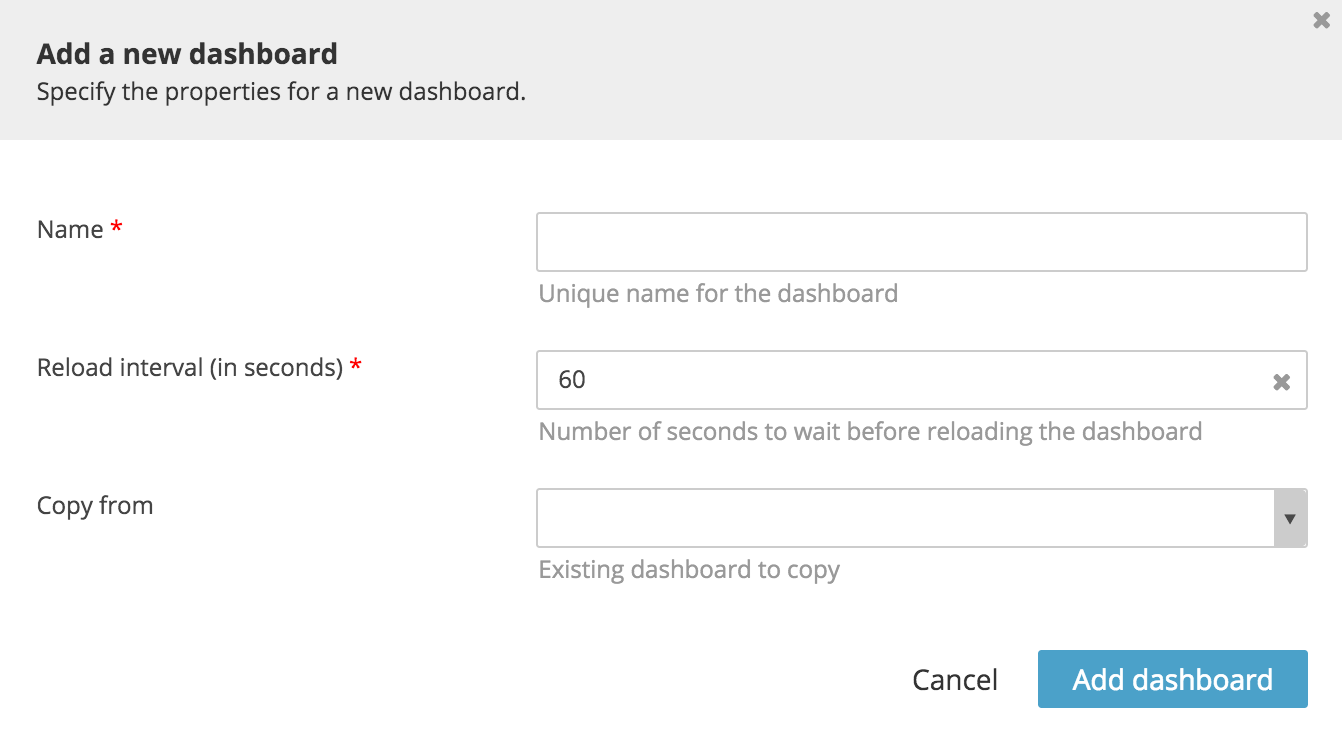 Add a new dashboard
Specify the properties for a new dashboard.
Name *
Unique name for the dashboard
Reload interval (in seconds) *
60
Number of seconds to wait before reloading the dashboard
Copy from
Existing dashboard to copy
Cancel
Add dashboard